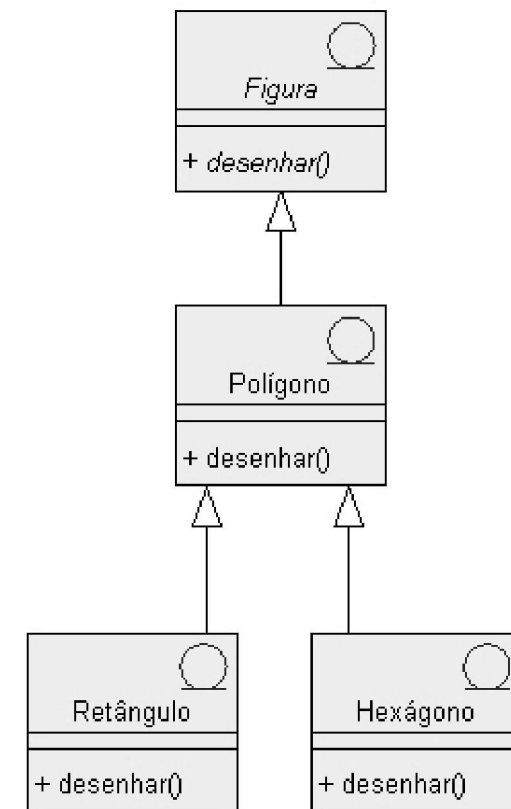 Figura
+ desenhar()
Polígono
+ desenhar()
Retângulo
+ desenhar()
Hexágono
+ desenhar()